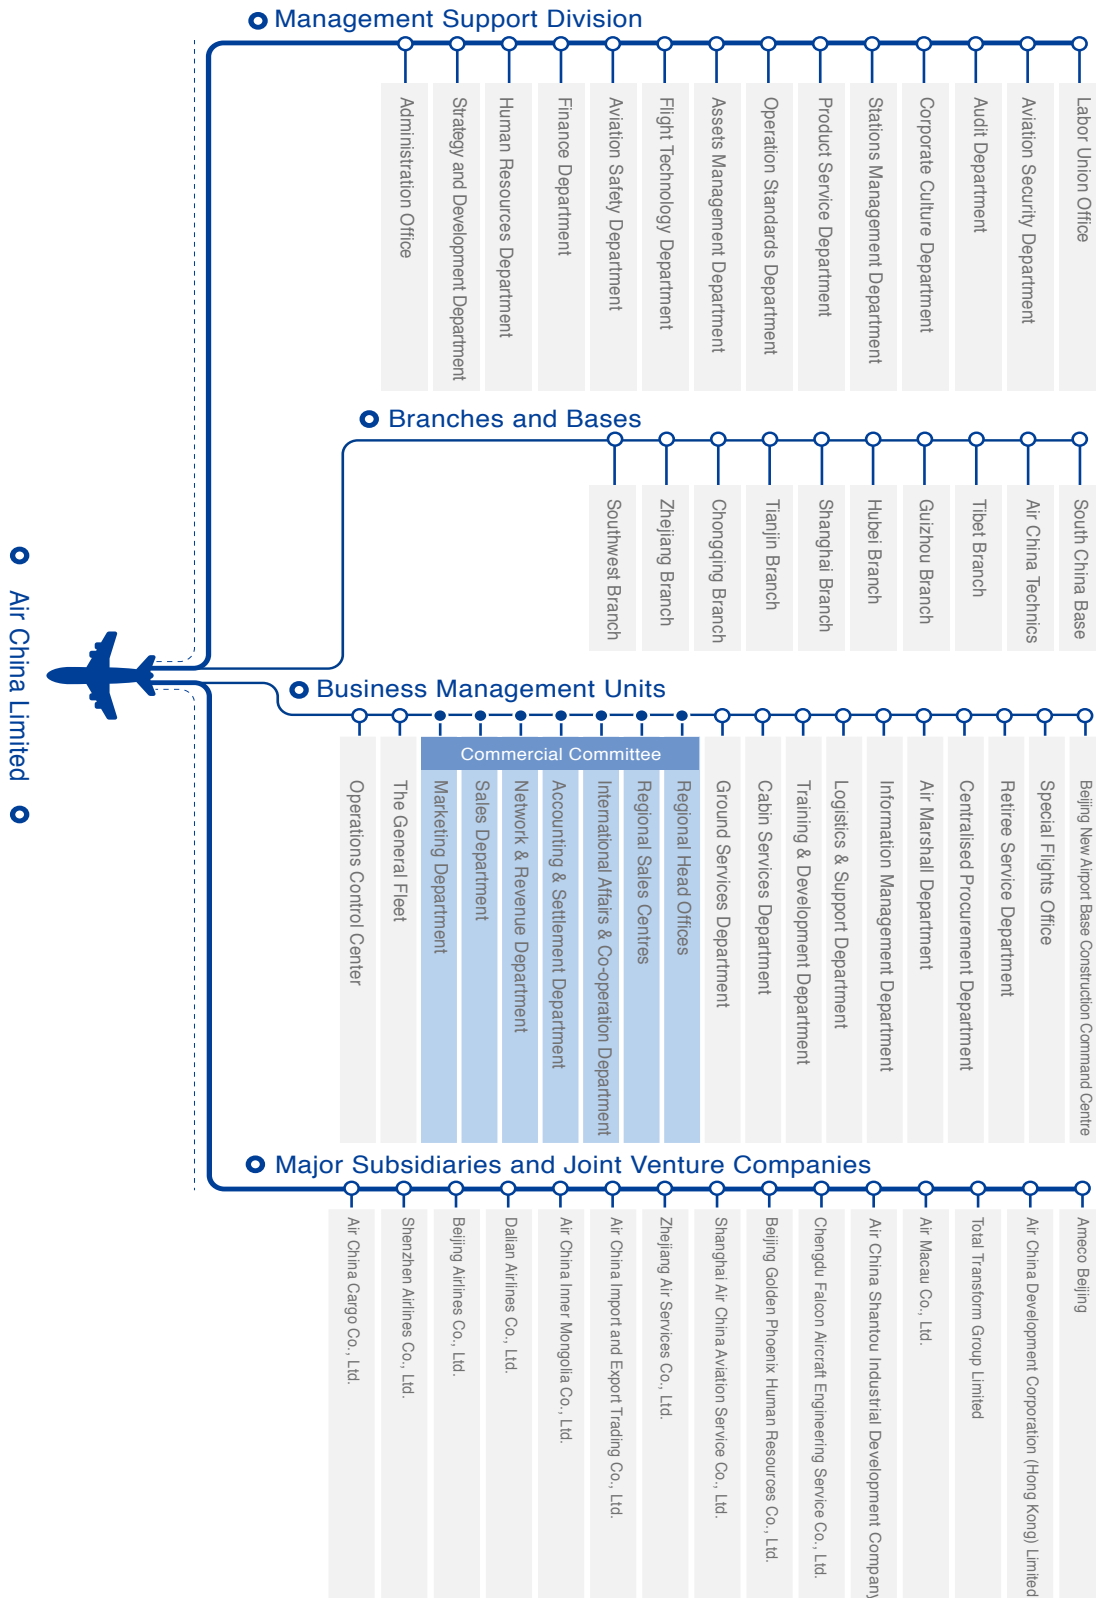 Air China Limited
Management Support Division
Administration Office
Strategy and Development Department
Human Resources Department
Finance Department
Aviation Safety Department
Flight Technology Department
Assets Management Department
Operation Standards Department
Product Service Department
Stations Management Department
Corporate Culture Department
Audit Department
Aviation Security Department
Labor Union Office
Branches and Bases
Southwest Branch
Zhejiang Branch
Chongqing Branch
Tianjin Branch
Shanghai Branch
Hubei Branch
Guizhou Branch
Tibet Branch
Air China Technics
South China Base
Business Management Units
Operations Control Center
The General Fleet
Commercial Committee
Marketing Department
Sales Department
Network & Revenue Department
Accounting & Settlement Department
International Affairs & Co-operation Department
Regional Sales Centres
Regional Head Offices
Ground Services Department
Cabin Services Department
Training & Development Department
Logistics & Support Department
Information Management Department
Air Marshall Department
Centralised Procurement Department
Retiree Service Department
Special Flights Office
Beijing New Airport Base Construction Command Centre
Major Subsidiaries and Joint Venture Companies
Air China Cargo Co., Ltd.
Shenzhen Airlines Co., Ltd.
Beijing Airlines Co., Ltd.
Dalian Airlines Co., Ltd.
Air China Inner Mongolia Co., Ltd.
Air China Import and Export Trading Co., Ltd.
Zhejiang Air Services Co., Ltd.
Shanghai Air China Aviation Service Co., Ltd.
Beijing Golden Phoenix Human Resources Co., Ltd.
Chengdu Falcon Aircraft Engineering Service Co., Ltd.
Air China Shantou Industrial Development Company
Air Macau Co., Ltd.
Total Transform Group Limited
Air China Development Corporation (Hong Kong) Limited
Ameco Beijing